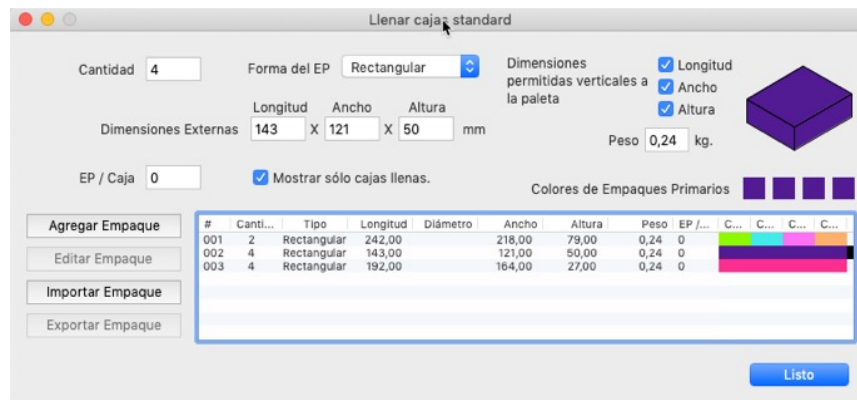 Llenar cajas standard
Cantidad 4
Forma del EP Rectangular
Dimensiones permitidas verticales a la paleta
Longitud
Ancho
Altura
Longitud Ancho Altura
Dimensiones Externas 143 X 121 X 50 mm
Peso 0,24 kg.
EP / Caja 0
Mostrar sólo cajas llenas.
Colores de Empaques Primarios
Agregar Empaque
Editar Empaque
Importar Empaque
Exportar Empaque
# Canti... Tipo Longitud Diámetro Ancho Altura Peso EP /... C... C... C... C...
001 2 Rectangular 242,00 218,00 79,00 0,24 0
002 4 Rectangular 143,00 121,00 50,00 0,24 0
003 4 Rectangular 192,00 164,00 27,00 0,24 0
Listo